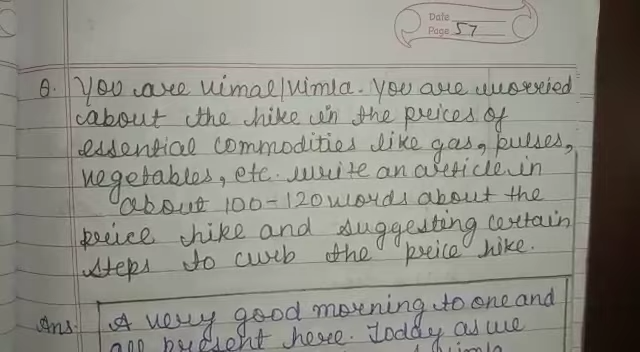 Date
Page 57
Q. You are Vimal/Vimla. You are worried
about the hike in the prices of
essential commodities like gas, pulses,
vegetables, etc. write an article in
about 100-120 words about the
price hike and suggesting certain
steps to curb the price hike.
Ans. A very good morning to one and
all present here. Today as we
vimla